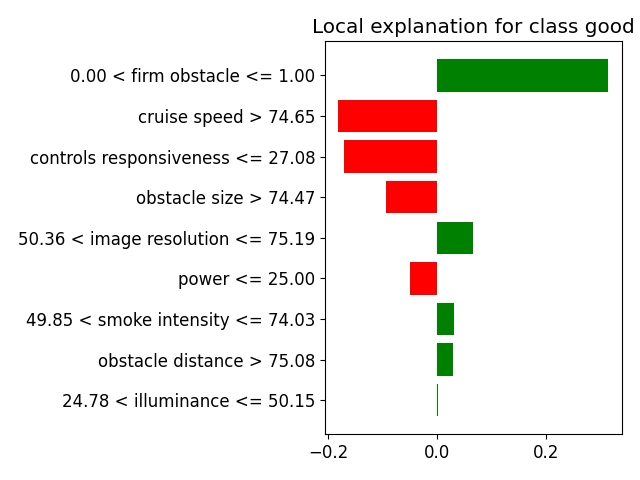 Local explanation for class good
0.00 < firm obstacle <= 1.00
cruise speed > 74.65
controls responsiveness <= 27.08
obstacle size > 74.47
50.36 < image resolution <= 75.19
power <= 25.00
49.85 < smoke intensity <= 74.03
obstacle distance > 75.08
24.78 < illuminance <= 50.15
−0.2 0.0 0.2